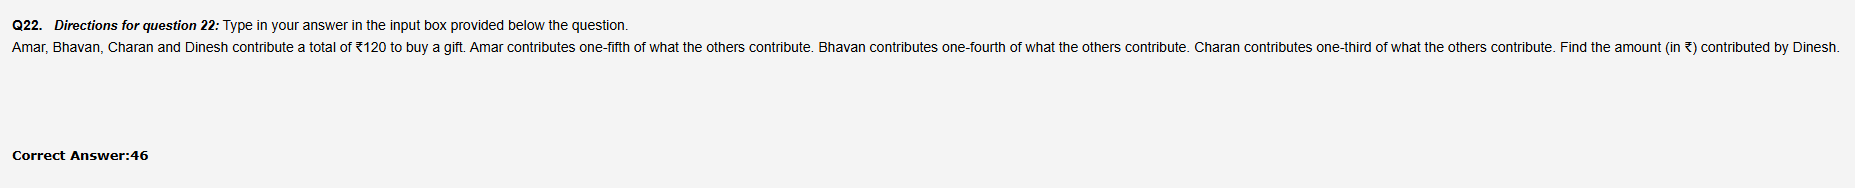 Q22. Directions for question 22: Type in your answer in the input box provided below the question.
Amar, Bhavan, Charan and Dinesh contribute a total of ₹120 to buy a gift. Amar contributes one-fifth of what the others contribute. Bhavan contributes one-fourth of what the others contribute. Charan contributes one-third of what the others contribute. Find the amount (in ₹) contributed by Dinesh.
Correct Answer:46